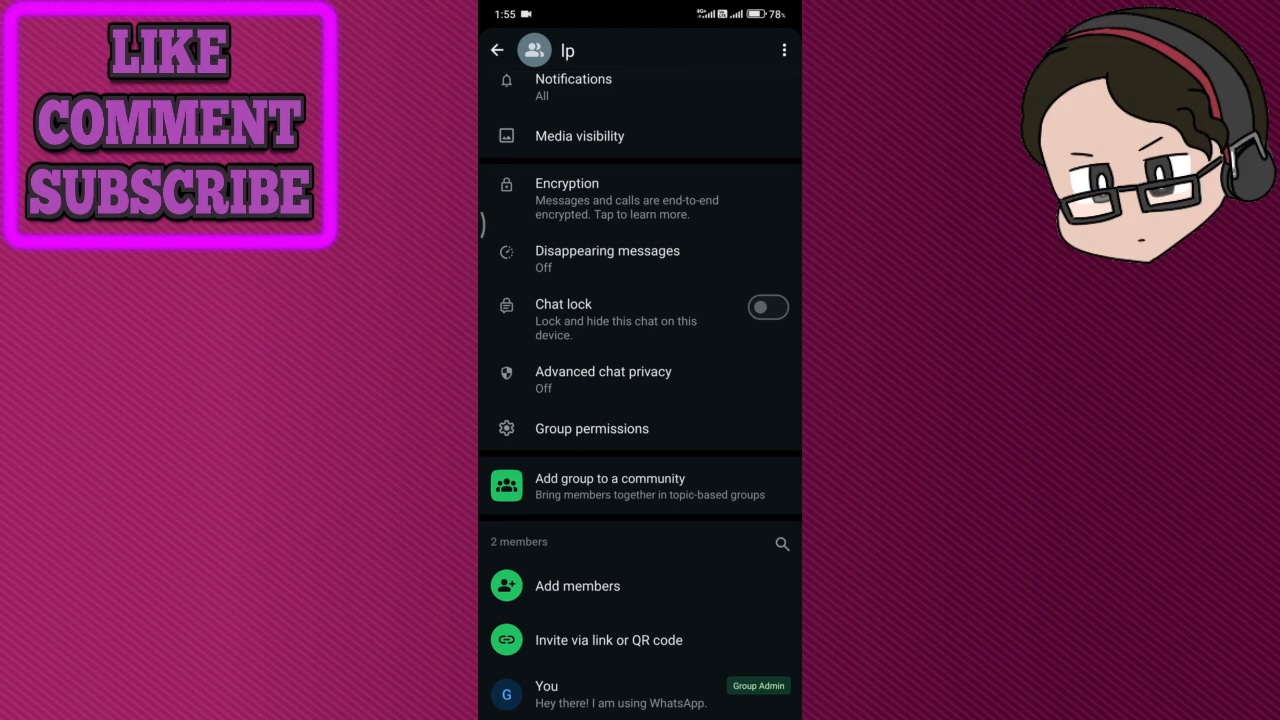 LIKE
COMMENT
SUBSCRIBE
1:55
4G+
78%
lp
Notifications
All
Media visibility
Encryption
Messages and calls are end-to-end
encrypted. Tap to learn more.
Disappearing messages
Off
Chat lock
Lock and hide this chat on this
device.
Advanced chat privacy
Off
Group permissions
Add group to a community
Bring members together in topic-based groups
2 members
Add members
Invite via link or QR code
G
You
Group Admin
Hey there! I am using WhatsApp.